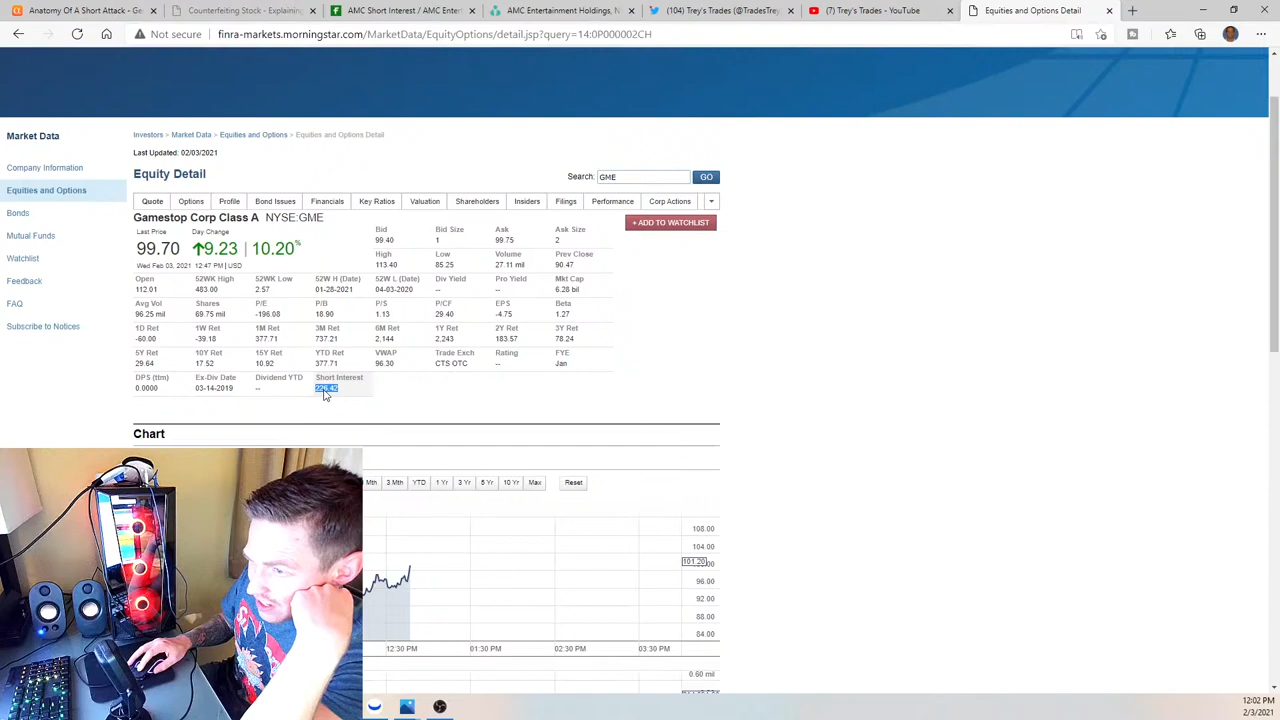 Anatomy of a Short Attack | See
Short Stock Trading - Explaining
AMC Short Interest / AMC Enter
AMC Entertainment Holdings, N
(104) Trey's Trades (@TradesTrey
Trey's Trades - YouTube
Equities and Options Detail
Not secure
finra-markets.morningstar.com/MarketData/EquityOptions/detail.jsp?query=14:0P000002CH
Market Data
Company Information
Equities and Options
Bonds
Mutual Funds
Watchlist
Feedback
FAQ
Subscribe to Notices
Investors > Market Data > Equities and Options > Equities and Options Detail
Last Updated: 02/03/2021
Equity Detail
Search: GME GO
Quote Options Profile Bond Issues Financials Key Ratios Valuation Shareholders Insiders Filings Performance Corp Actions
Gamestop Corp Class A NYSE:GME
+ ADD TO WATCHLIST
Last Price Day Change
99.70 9.23 | 10.20%
Wed Feb 03, 2021 | 12:47 PM | USD
Bid Bid Size Ask Ask Size
99.40 1 99.75 2
High Low Volume Prev Close
113.40 85.25 27.11 mil 90.47
Open 52WK High 52WK Low 52W H (Date) 52W L (Date) Div Yield Pro Yield Mkt Cap
112.01 483.00 2.57 01-28-2021 04-03-2020 -- -- 6.28 bil
Avg Vol Shares P/E P/B P/S P/CF EPS Beta
96.25 mil 69.75 mil -196.08 18.90 1.13 29.40 -4.75 1.27
1D Ret 1W Ret 1M Ret 3M Ret 6M Ret 1Y Ret 2Y Ret 3Y Ret
-60.00 -39.18 377.71 737.21 2,144 2,243 183.57 78.24
5Y Ret 10Y Ret 15Y Ret YTD Ret VWAP Trade Exch Rating FYE
29.64 17.52 10.92 377.71 96.30 CTS OTC -- Jan
DPS (ttm) Ex-Div Date Dividend YTD Short Interest
0.0000 03-14-2019 -- 226.42
Chart
Mth 3 Mth YTD 1 Yr 3 Yr 5 Yr 10 Yr Max Reset
108.00
104.00
101.20
96.00
92.00
88.00
84.00
12:30 PM 01:30 PM 02:30 PM 03:30 PM
0.60 mil
12:02 PM
2/3/2021